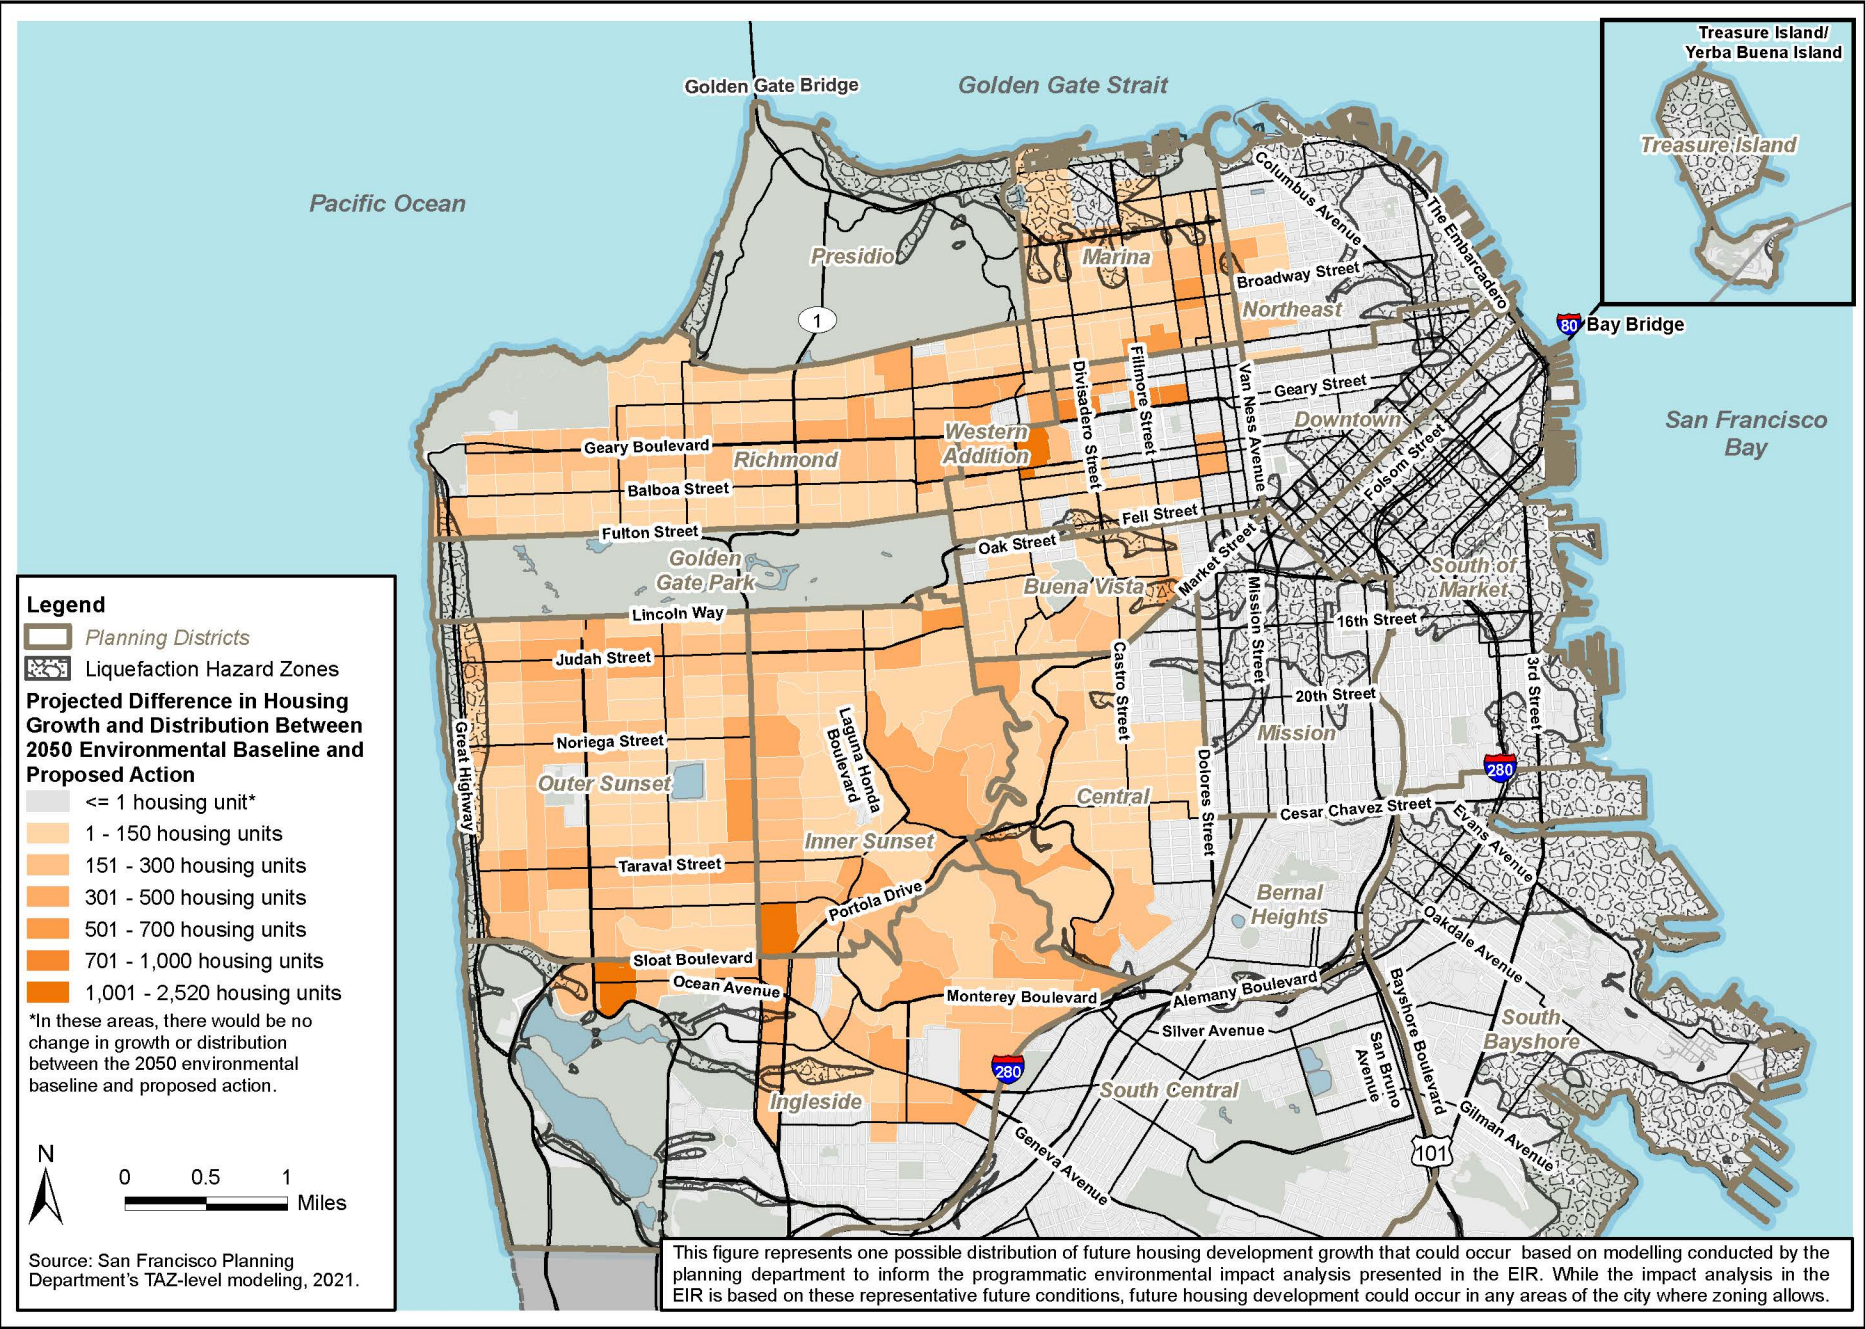 Treasure Island/
Yerba Buena Island
Treasure Island
Golden Gate Bridge
Golden Gate Strait
Pacific Ocean
Presidio
1
Marina
Columbus Avenue
The Embarcadero
Broadway Street
Northeast
80
Bay Bridge
Divisadero Street
Fillmore Street
Van Ness Avenue
Geary Street
Downtown
Folsom Street
San Francisco
Bay
Western
Addition
Geary Boulevard
Richmond
Balboa Street
Fulton Street
Fell Street
Oak Street
Market Street
Golden
Gate Park
Buena Vista
South of
Market
Lincoln Way
Mission Street
16th Street
Judah Street
Castro Street
20th Street
3rd Street
Great Highway
Noriega Street
Laguna Honda
Boulevard
Mission
Outer Sunset
Dolores Street
280
Central
Cesar Chavez Street
Evans Avenue
Inner Sunset
Taraval Street
Portola Drive
Bernal
Heights
Oakdale Avenue
Sloat Boulevard
Ocean Avenue
Monterey Boulevard
Alemany Boulevard
Bayshore Boulevard
Silver Avenue
South
Bayshore
San Bruno
Avenue
280
South Central
Ingleside
Gilman Avenue
Geneva Avenue
101
Legend
Planning Districts
Liquefaction Hazard Zones
Projected Difference in Housing
Growth and Distribution Between
2050 Environmental Baseline and
Proposed Action
<= 1 housing unit*
1 - 150 housing units
151 - 300 housing units
301 - 500 housing units
501 - 700 housing units
701 - 1,000 housing units
1,001 - 2,520 housing units
*In these areas, there would be no
change in growth or distribution
between the 2050 environmental
baseline and proposed action.
N
0 0.5 1
Miles
Source: San Francisco Planning
Department's TAZ-level modeling, 2021.
This figure represents one possible distribution of future housing development growth that could occur based on modelling conducted by the
planning department to inform the programmatic environmental impact analysis presented in the EIR. While the impact analysis in the
EIR is based on these representative future conditions, future housing development could occur in any areas of the city where zoning allows.